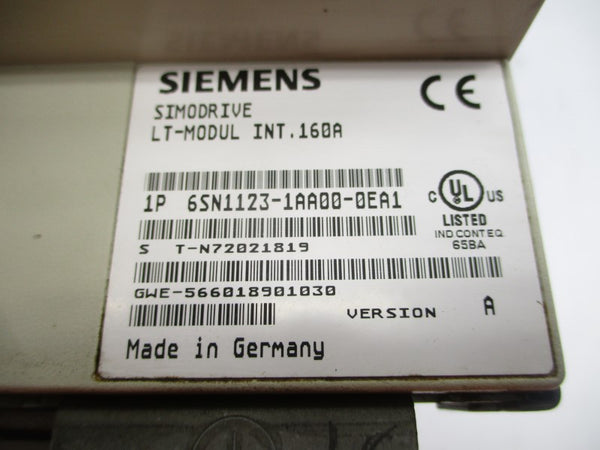 SIEMENS
CE
SIMODRIVE
LT-MODUL INT.160A
1P 6SN1123-1AA00-0EA1
C UL US
LISTED
IND CONT EQ
65BA
S T-N72021819
GWE-566018901030
VERSION A
Made in Germany